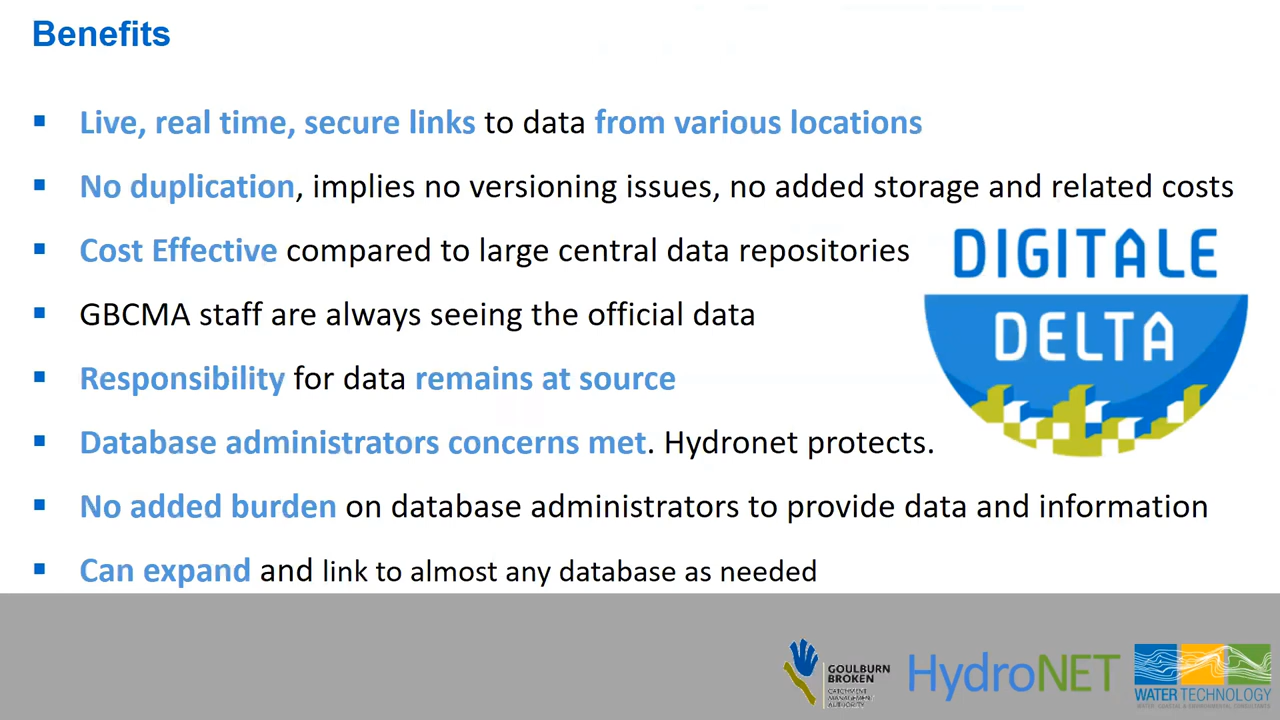 Benefits
Live, real time, secure links to data from various locations
No duplication, implies no versioning issues, no added storage and related costs
Cost Effective compared to large central data repositories
GBCMA staff are always seeing the official data
Responsibility for data remains at source
Database administrators concerns met. Hydronet protects.
No added burden on database administrators to provide data and information
Can expand and link to almost any database as needed
DIGITALE
DELTA
GOULBURN
BROKEN
CATCHMENT
MANAGEMENT
AUTHORITY
HydroNET
WATER TECHNOLOGY
WATER, COASTAL & ENVIRONMENTAL CONSULTANTS